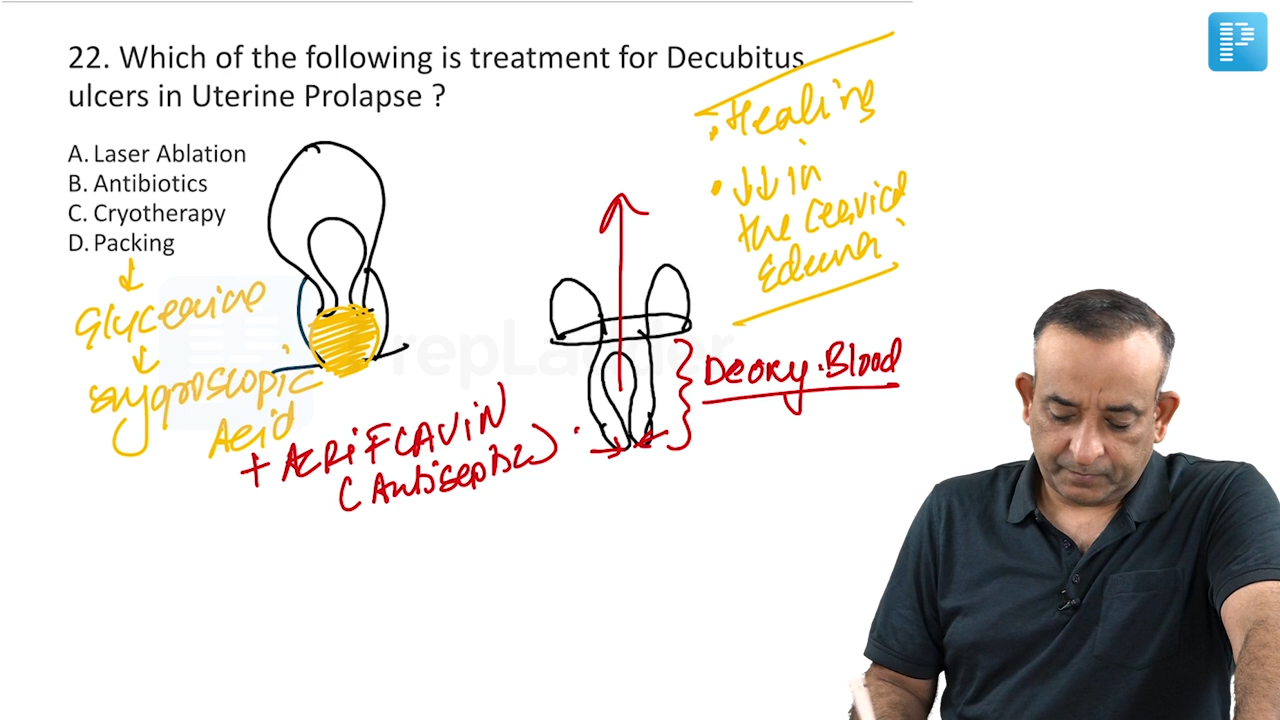 22. Which of the following is treatment for Decubitus
ulcers in Uterine Prolapse ?
A. Laser Ablation
B. Antibiotics
C. Cryotherapy
D. Packing
Glycerine
Hygroscopic
Acid
+ ACRiFLAViN
(Antiseptic)
Deoxy. Blood
• Healing
• ↓↓ in
the Cervical
Edema
PrepLadder